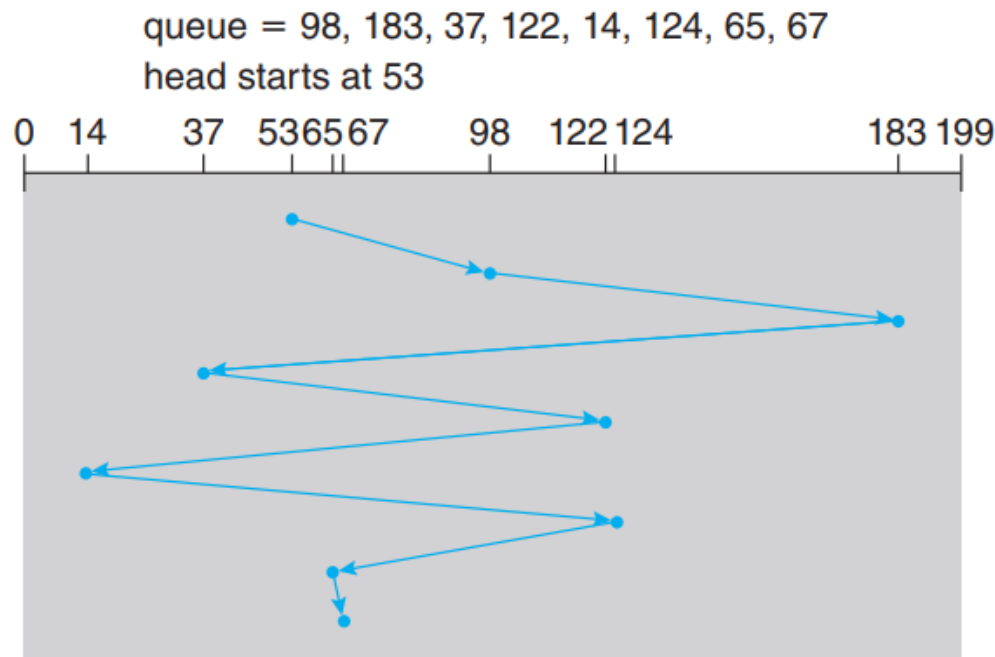 queue = 98, 183, 37, 122, 14, 124, 65, 67
head starts at 53
0 14 37 53 65 67 98 122 124 183 199